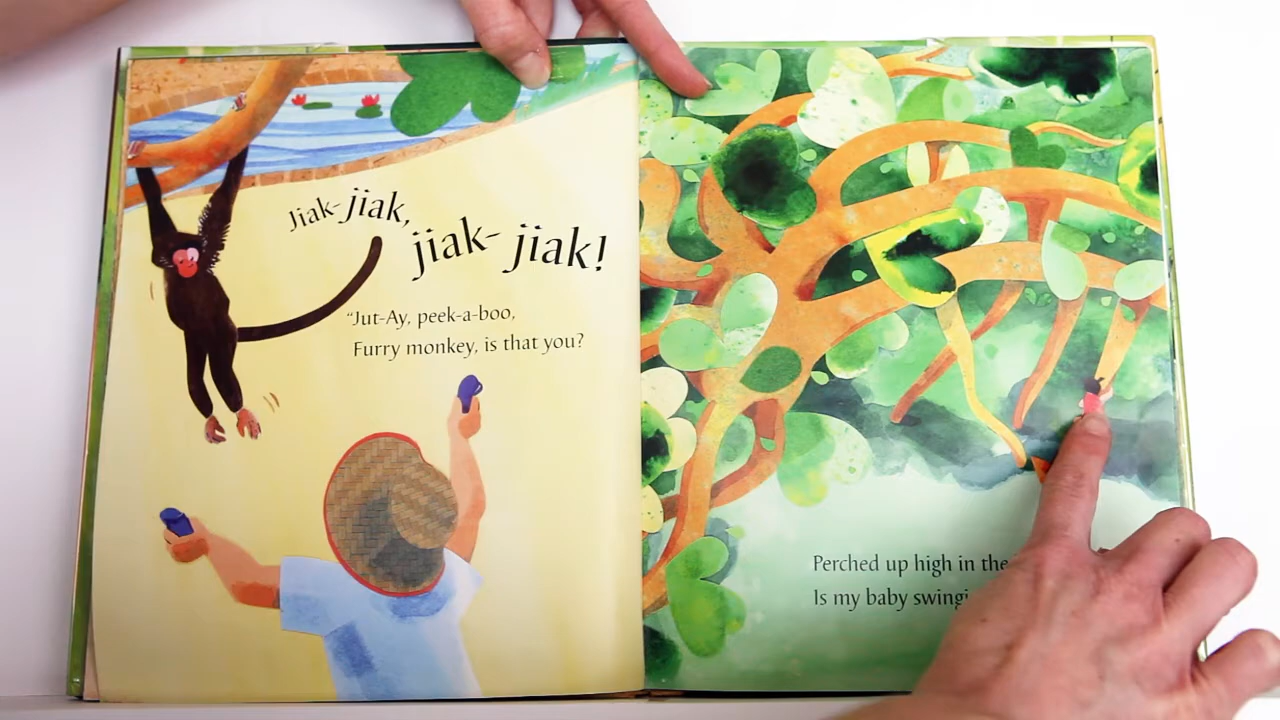 Jiak-jiak,
jiak-jiak!
“Jut-Ay, peek-a-boo,
Furry monkey, is that you?
Perched up high in the
Is my baby